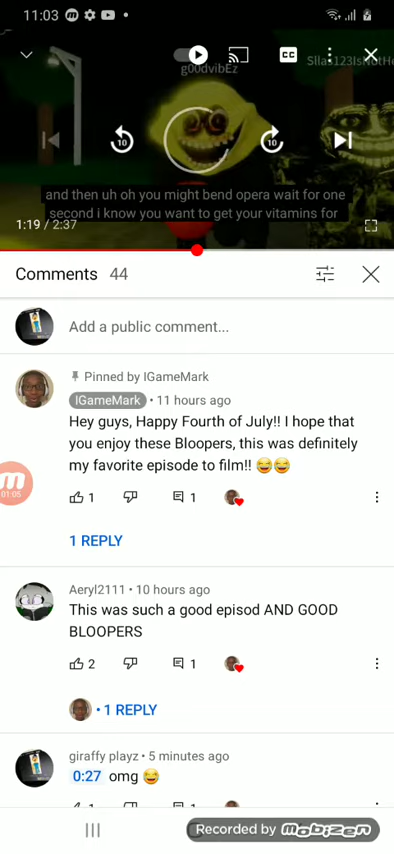 11:03
g00dvibEz
Sllas123IsNotHe
CC
10
10
and then uh oh you might bend opera wait for one
second i know you want to get your vitamins for
1:19 / 2:37
Comments 44
Add a public comment...
Pinned by IGameMark
IGameMark • 11 hours ago
Hey guys, Happy Fourth of July!! I hope that
you enjoy these Bloopers, this was definitely
my favorite episode to film!! 😂😂
1 1
01:05
1 REPLY
Aeryl2111 • 10 hours ago
This was such a good episod AND GOOD
BLOOPERS
2 1
• 1 REPLY
giraffy playz • 5 minutes ago
0:27 omg 😂
Recorded by mobizen